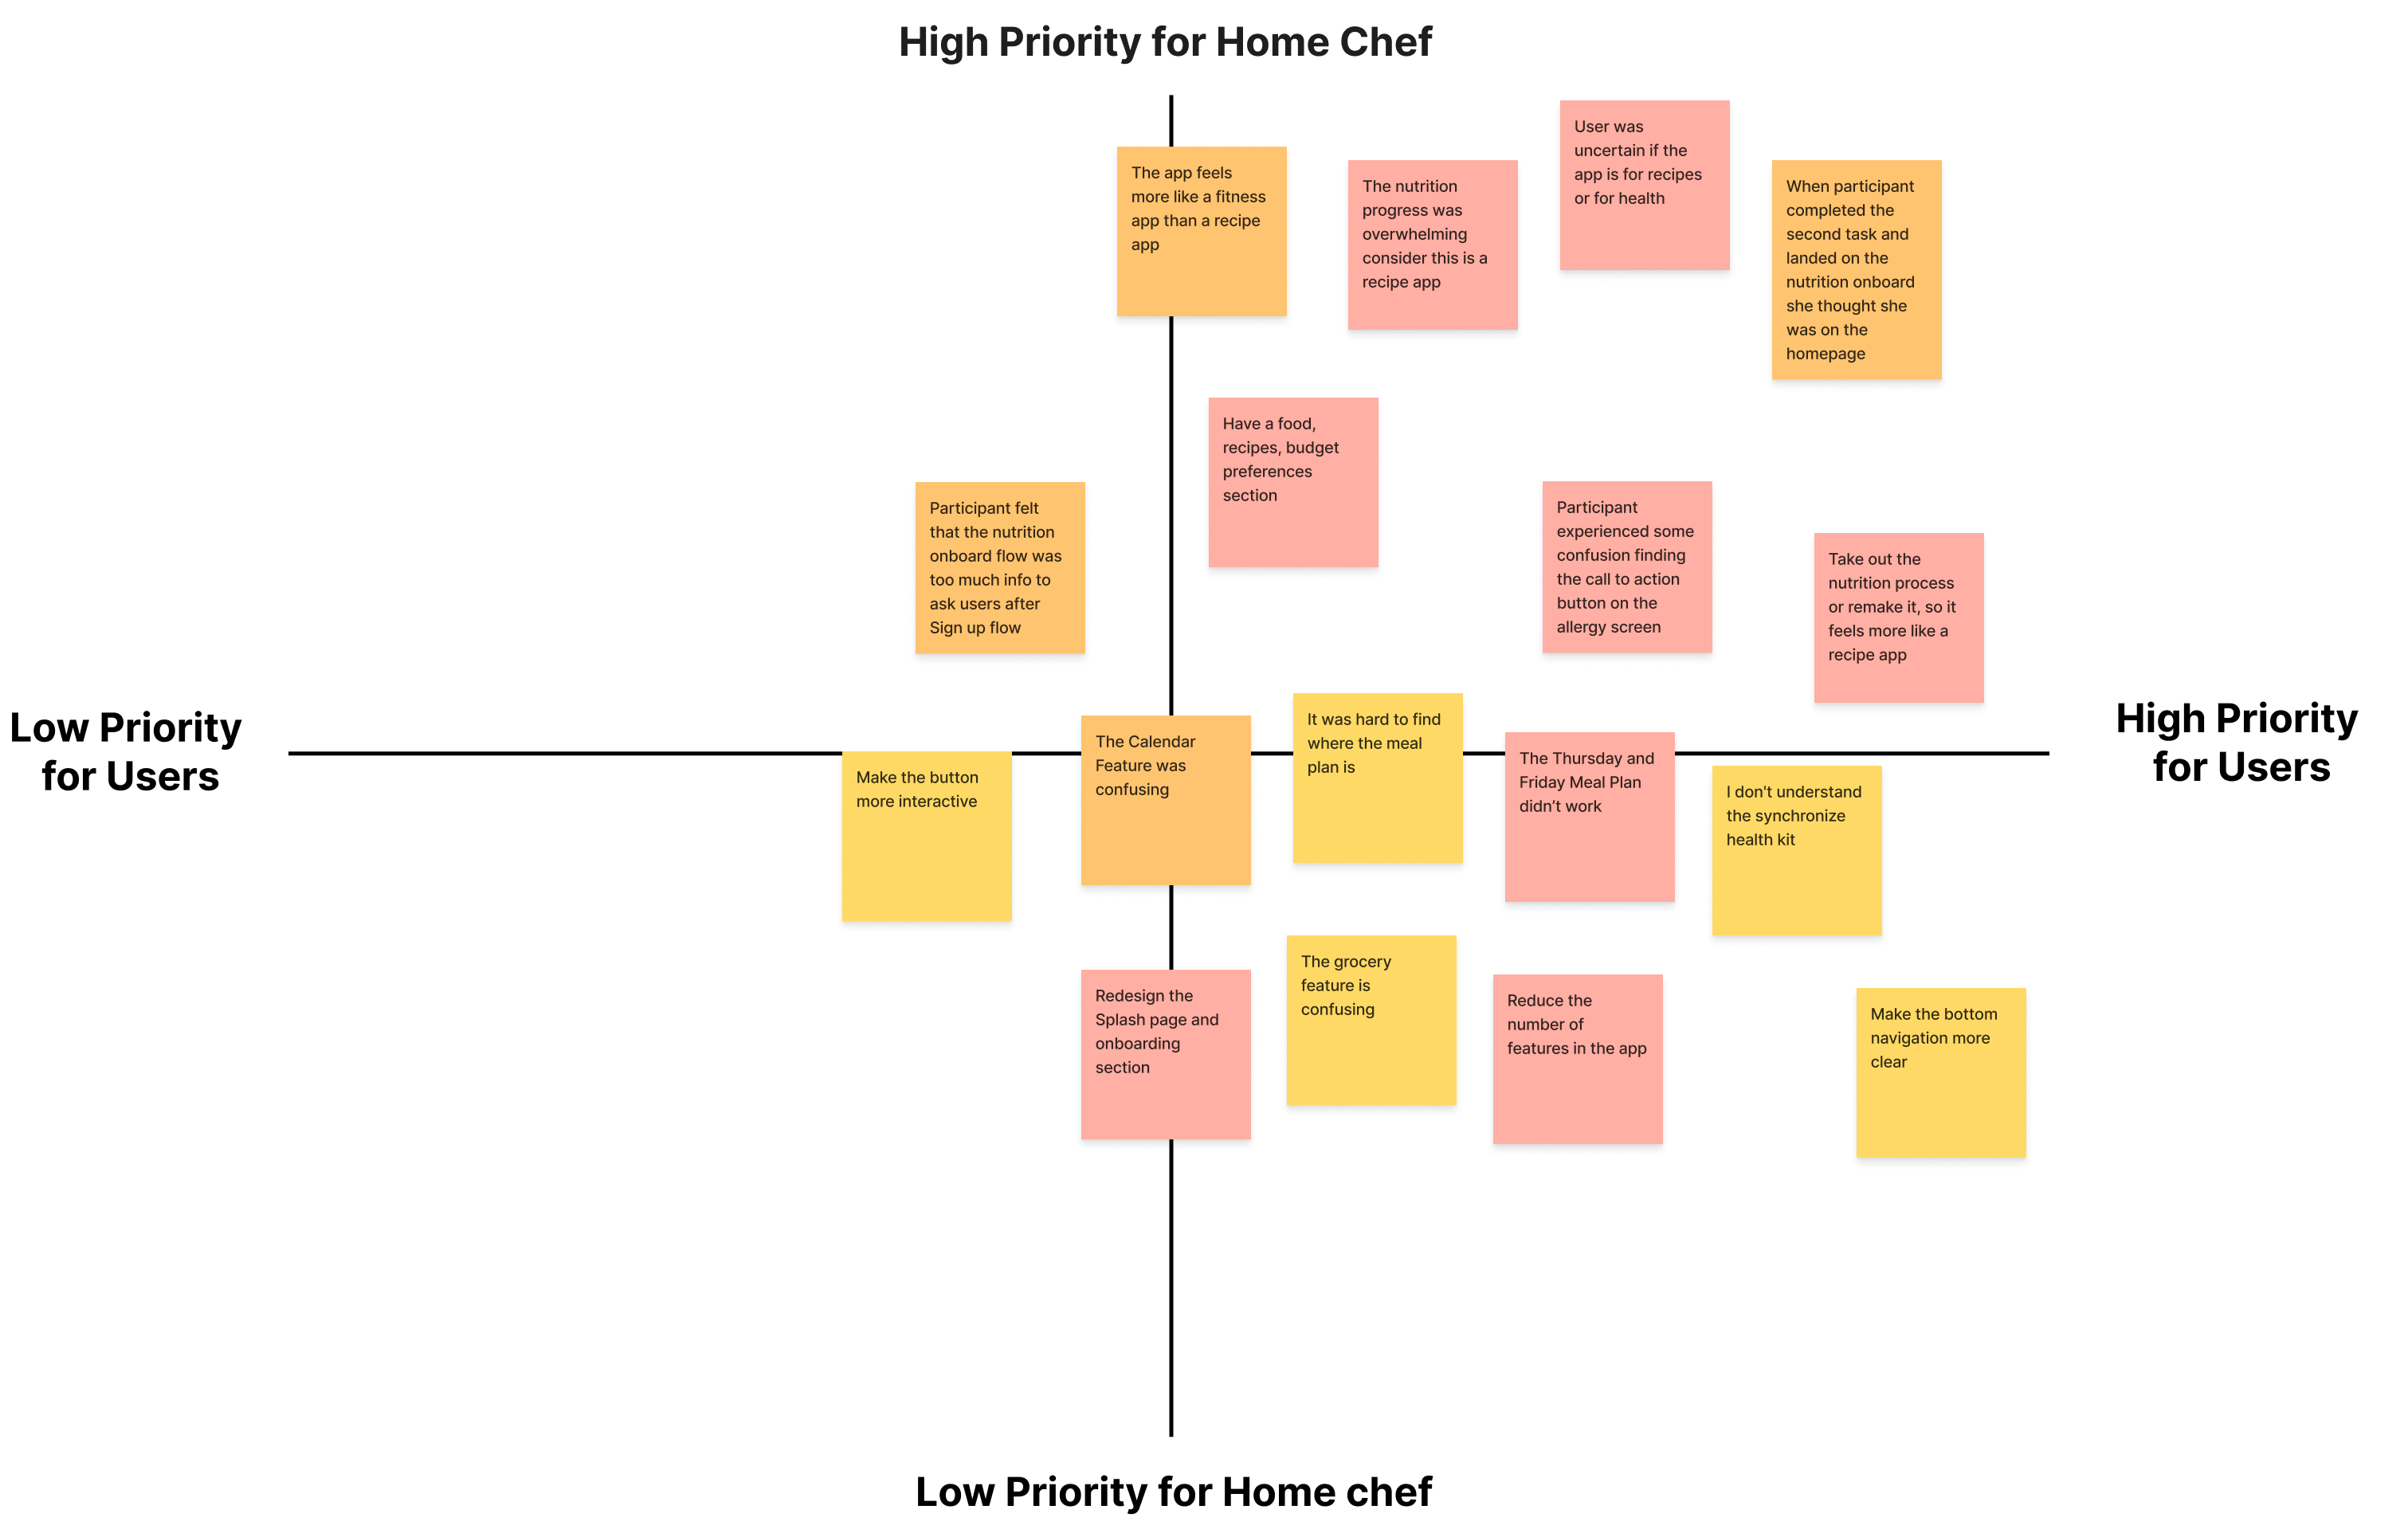 High Priority for Home Chef
The app feels
more like a fitness
app than a recipe
app
The nutrition
progress was
overwhelming
consider this is a
recipe app
User was
uncertain if the
app is for recipes
or for health
When participant
completed the
second task and
landed on the
nutrition onboard
she thought she
was on the
homepage
Have a food,
recipes, budget
preferences
section
Participant felt
that the nutrition
onboard flow was
too much info to
ask users after
Sign up flow
Participant
experienced some
confusion finding
the call to action
button on the
allergy screen
Take out the
nutrition process
or remake it, so it
feels more like a
recipe app
Low Priority
for Users
High Priority
for Users
Make the button
more interactive
The Calendar
Feature was
confusing
It was hard to find
where the meal
plan is
The Thursday and
Friday Meal Plan
didn’t work
I don't understand
the synchronize
health kit
Redesign the
Splash page and
onboarding
section
The grocery
feature is
confusing
Reduce the
number of
features in the app
Make the bottom
navigation more
clear
Low Priority for Home chef